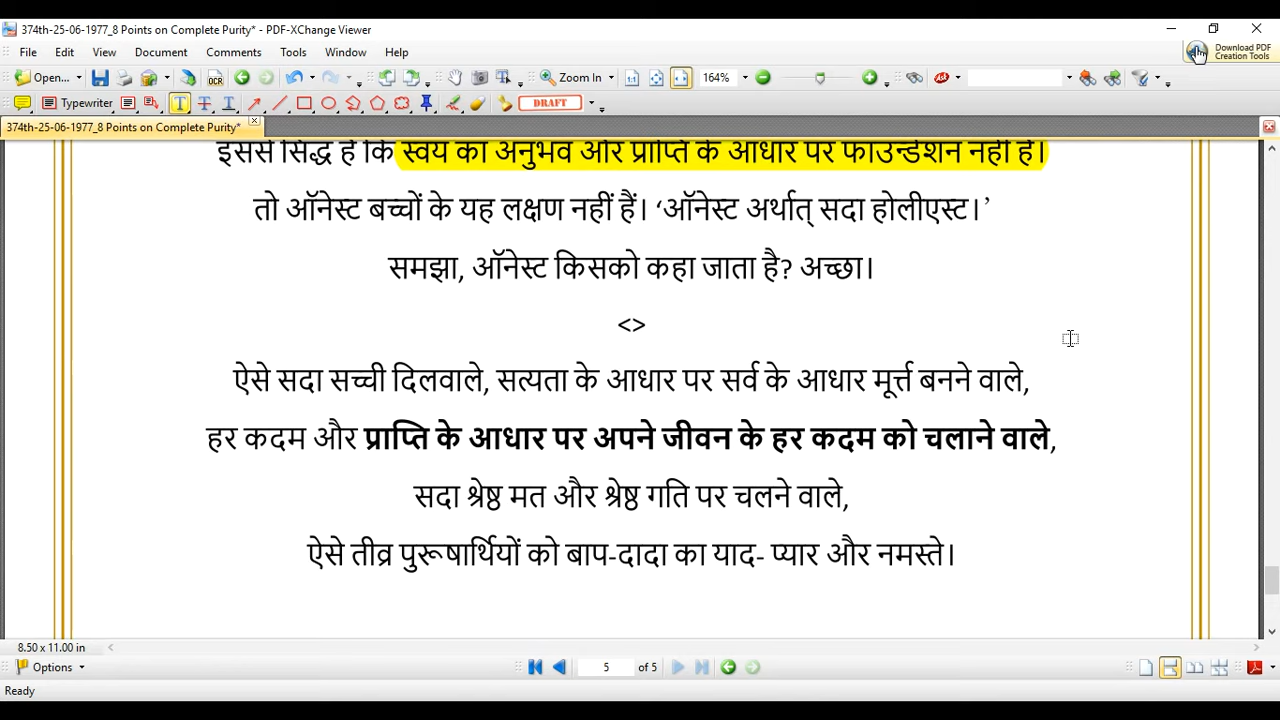 374th-25-06-1977_8 Points on Complete Purity* - PDF-XChange Viewer
File Edit View Document Comments Tools Window Help
Download PDF
Creation Tools
Open... OCR Zoom In 164%
Typewriter DRAFT
374th-25-06-1977_8 Points on Complete Purity*
इससे सिद्ध है कि स्वयं का अनुभव और प्राप्ति के आधार पर फाउन्डेशन नहीं है।
तो ऑनेस्ट बच्चों के यह लक्षण नहीं हैं। ‘ऑनेस्ट अर्थात् सदा होलीएस्ट।’
समझा, ऑनेस्ट किसको कहा जाता है? अच्छा।
<>
ऐसे सदा सच्ची दिलवाले, सत्यता के आधार पर सर्व के आधार मूर्त्त बनने वाले,
हर कदम और प्राप्ति के आधार पर अपने जीवन के हर कदम को चलाने वाले,
सदा श्रेष्ठ मत और श्रेष्ठ गति पर चलने वाले,
ऐसे तीव्र पुरूषार्थियों को बाप-दादा का याद- प्यार और नमस्ते।
8.50 x 11.00 in
Options 5 of 5
Ready